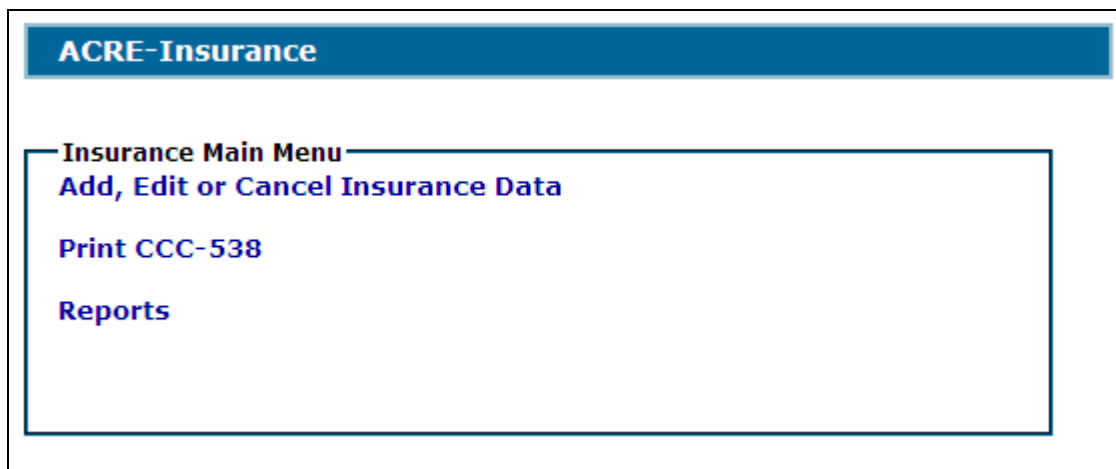 ACRE-Insurance
Insurance Main Menu
Add, Edit or Cancel Insurance Data
Print CCC-538
Reports